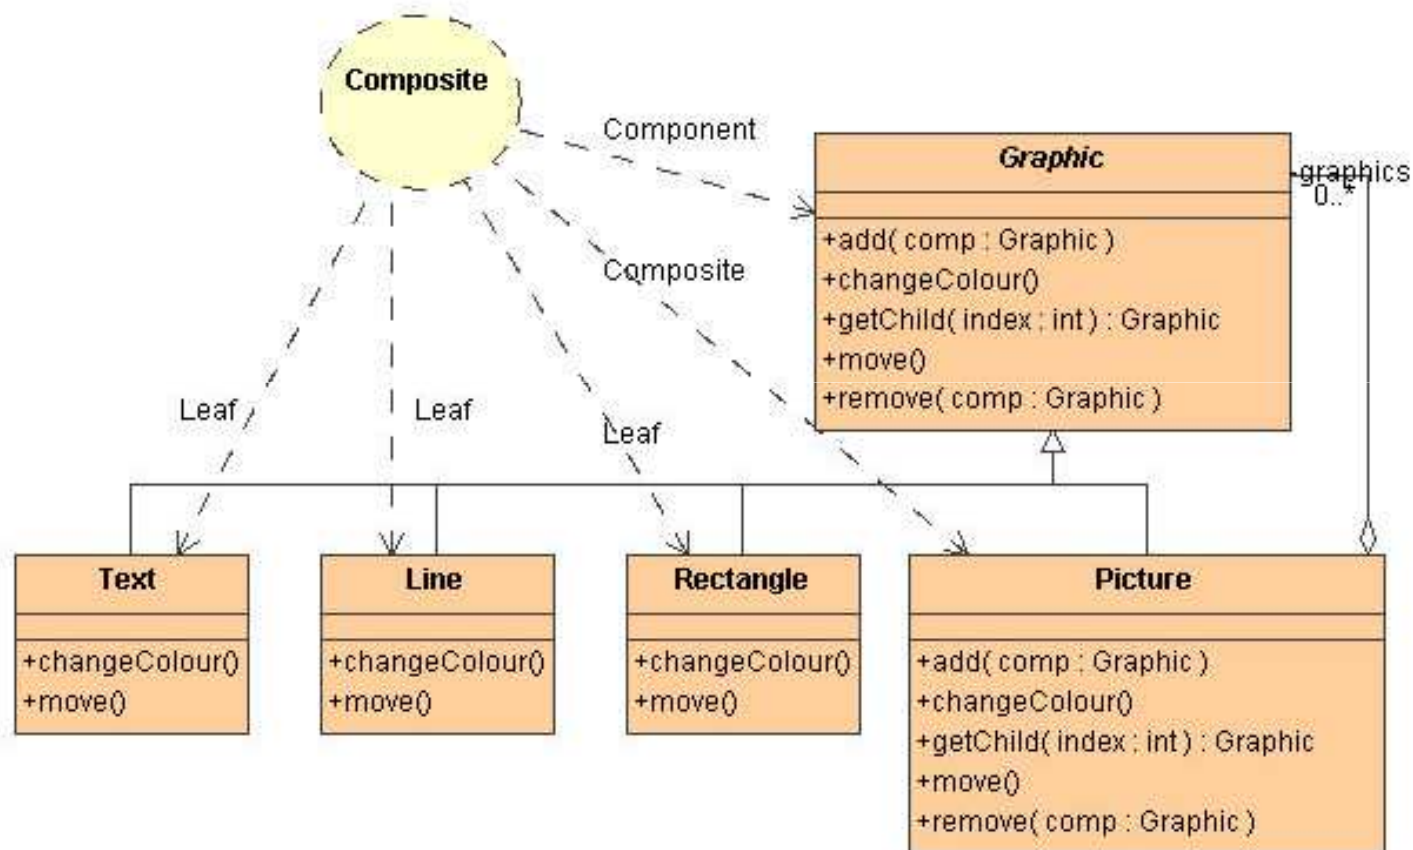 Composite
Component
Graphic
graphics
0..*
+add( comp : Graphic )
+changeColour()
+getChild( index : int ) : Graphic
+move()
+remove( comp : Graphic )
Composite
Leaf
Leaf
Leaf
Text
+changeColour()
+move()
Line
+changeColour()
+move()
Rectangle
+changeColour()
+move()
Picture
+add( comp : Graphic )
+changeColour()
+getChild( index : int ) : Graphic
+move()
+remove( comp : Graphic )